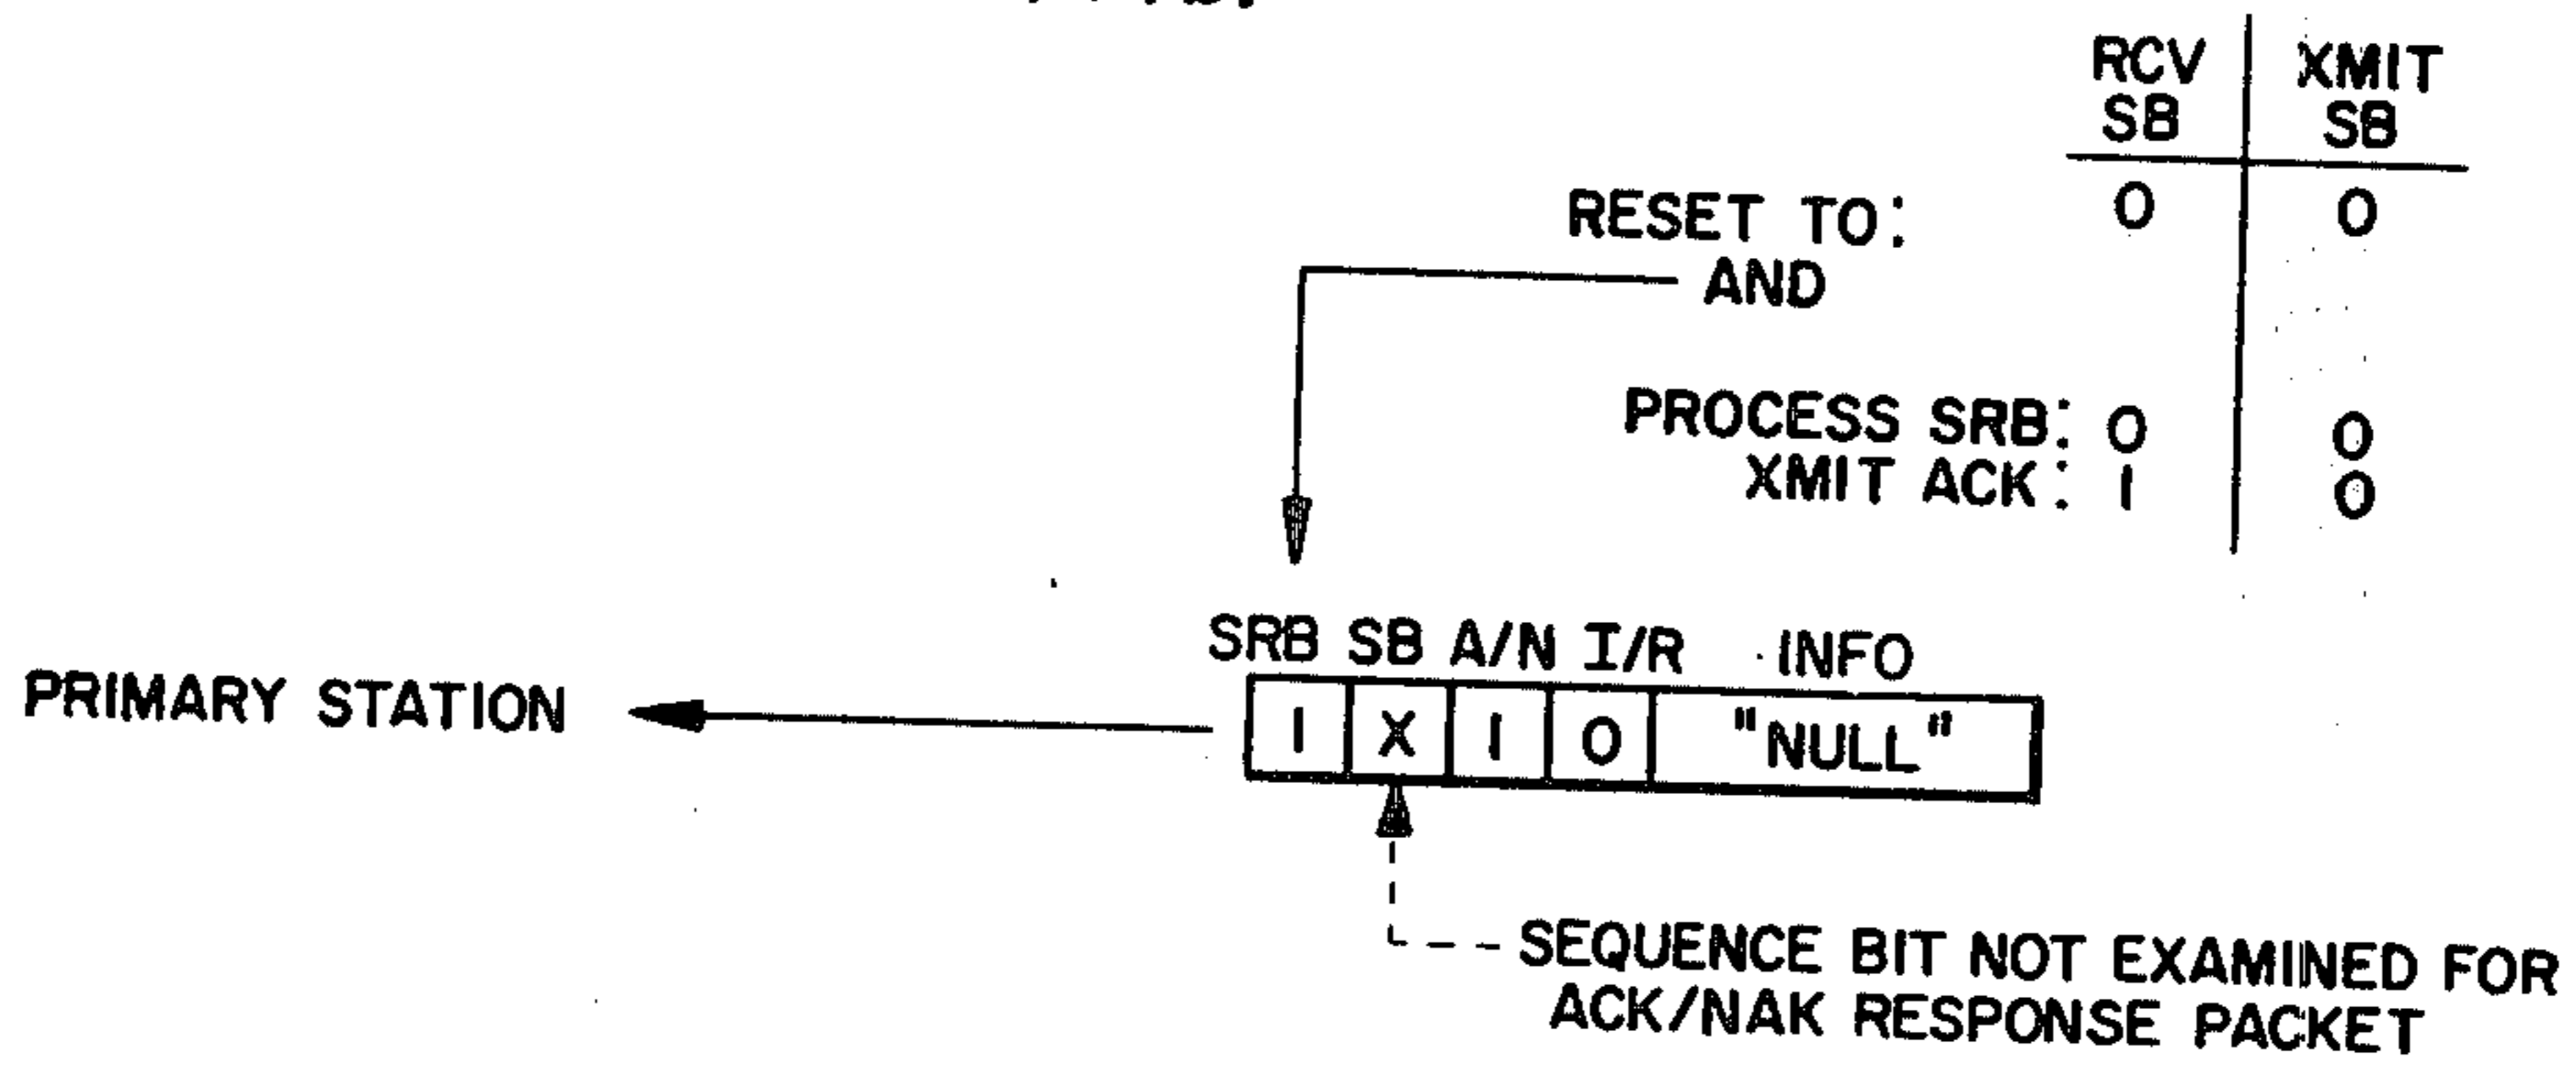 RCV XMIT
SB SB
RESET TO: 0 0
AND
PROCESS SRB: 0 0
XMIT ACK: 1 0
SRB SB A/N I/R INFO
PRIMARY STATION 1 X 1 0 "NULL"
SEQUENCE BIT NOT EXAMINED FOR
ACK/NAK RESPONSE PACKET